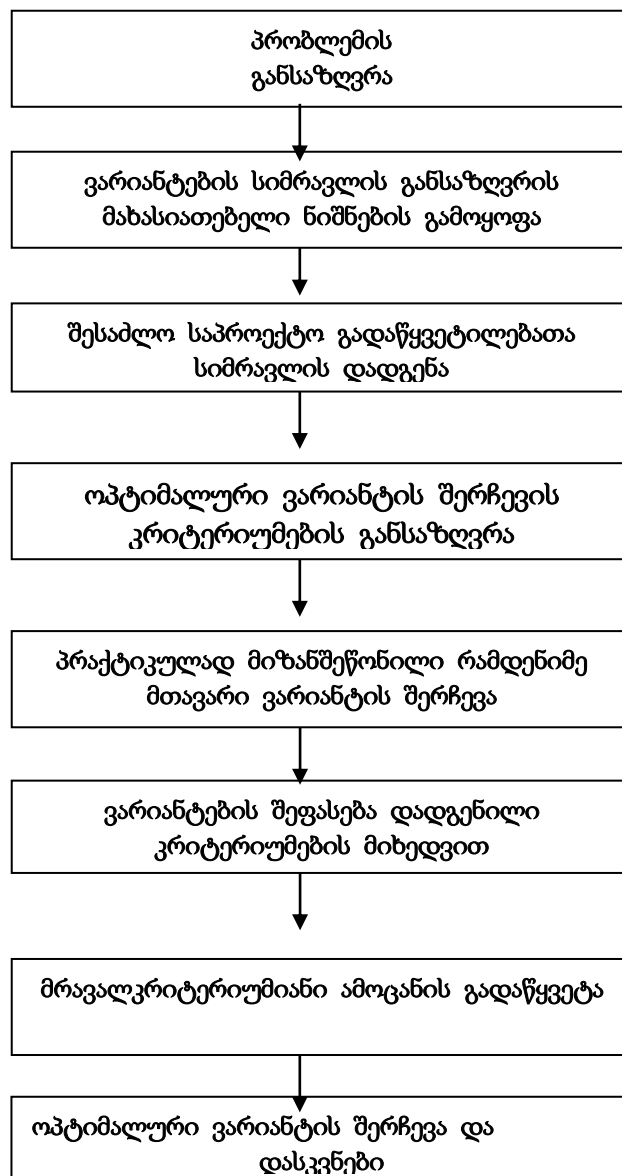 პრობლემის
განსაზღვრა
ვარიანტების სიმრავლის განსაზღვრის
მახასიათებელი ნიშნების გამოყოფა
შესაძლო საპროექტო გადაწყვეტილებათა
სიმრავლის დადგენა
ოპტიმალური ვარიანტის შერჩევის
კრიტერიუმების განსაზღვრა
პრაქტიკულად მიზანშეწონილი რამდენიმე
მთავარი ვარიანტის შერჩევა
ვარიანტების შეფასება დადგენილი
კრიტერიუმების მიხედვით
მრავალკრიტერიუმიანი ამოცანის გადაწყვეტა
ოპტიმალური ვარიანტის შერჩევა და
დასკვნები